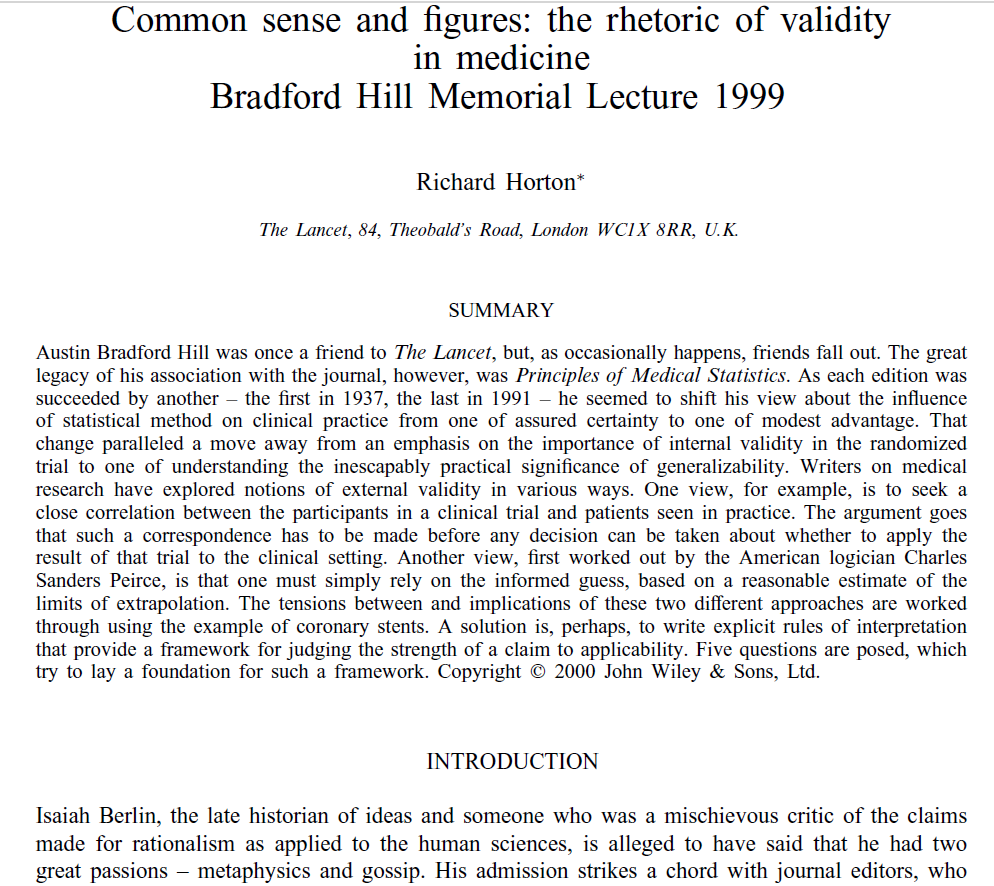 Common sense and figures: the rhetoric of validity
in medicine
Bradford Hill Memorial Lecture 1999
Richard Horton*
The Lancet, 84, Theobald's Road, London WC1X 8RR, U.K.
SUMMARY
Austin Bradford Hill was once a friend to The Lancet, but, as occasionally happens, friends fall out. The great
legacy of his association with the journal, however, was Principles of Medical Statistics. As each edition was
succeeded by another – the first in 1937, the last in 1991 – he seemed to shift his view about the influence
of statistical method on clinical practice from one of assured certainty to one of modest advantage. That
change paralleled a move away from an emphasis on the importance of internal validity in the randomized
trial to one of understanding the inescapably practical significance of generalizability. Writers on medical
research have explored notions of external validity in various ways. One view, for example, is to seek a
close correlation between the participants in a clinical trial and patients seen in practice. The argument goes
that such a correspondence has to be made before any decision can be taken about whether to apply the
result of that trial to the clinical setting. Another view, first worked out by the American logician Charles
Sanders Peirce, is that one must simply rely on the informed guess, based on a reasonable estimate of the
limits of extrapolation. The tensions between and implications of these two different approaches are worked
through using the example of coronary stents. A solution is, perhaps, to write explicit rules of interpretation
that provide a framework for judging the strength of a claim to applicability. Five questions are posed, which
try to lay a foundation for such a framework. Copyright © 2000 John Wiley & Sons, Ltd.
INTRODUCTION
Isaiah Berlin, the late historian of ideas and someone who was a mischievous critic of the claims
made for rationalism as applied to the human sciences, is alleged to have said that he had two
great passions – metaphysics and gossip. His admission strikes a chord with journal editors, who